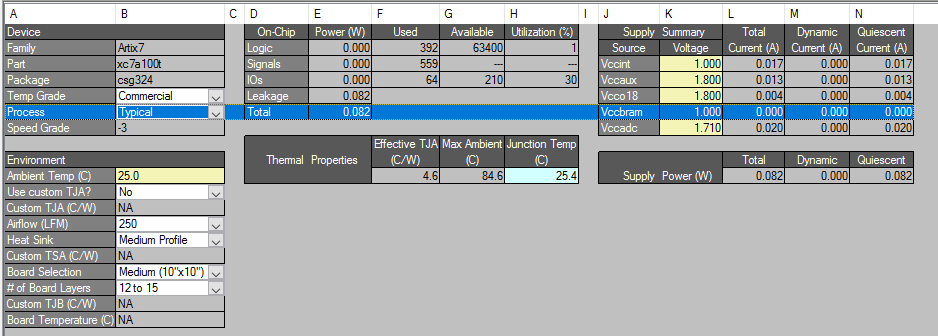 A B C D E F G H I J K L M N
Device On-Chip Power (W) Used Available Utilization (%) Supply Summary Total Dynamic Quiescent
Family Artix7 Logic 0.000 392 63400 1 Source Voltage Current (A) Current (A) Current (A)
Part xc7a100t Signals 0.000 559 --- --- Vccint 1.000 0.017 0.000 0.017
Package csg324 IOs 0.000 64 210 30 Vccaux 1.800 0.013 0.000 0.013
Temp Grade Commercial Leakage 0.082 Vcco18 1.800 0.004 0.000 0.004
Process Typical Total 0.082 Vccbram 1.000 0.000 0.000 0.000
Speed Grade -3 Vccadc 1.710 0.020 0.000 0.020
Effective TJA Max Ambient Junction Temp
Environment Thermal Properties (C/W) (C) (C) Total Dynamic Quiescent
Ambient Temp (C) 25.0 4.6 84.6 25.4 Supply Power (W) 0.082 0.000 0.082
Use custom TJA? No
Custom TJA (C/W) NA
Airflow (LFM) 250
Heat Sink Medium Profile
Custom TSA (C/W) NA
Board Selection Medium (10"x10")
# of Board Layers 12 to 15
Custom TJB (C/W) NA
Board Temperature (C) NA